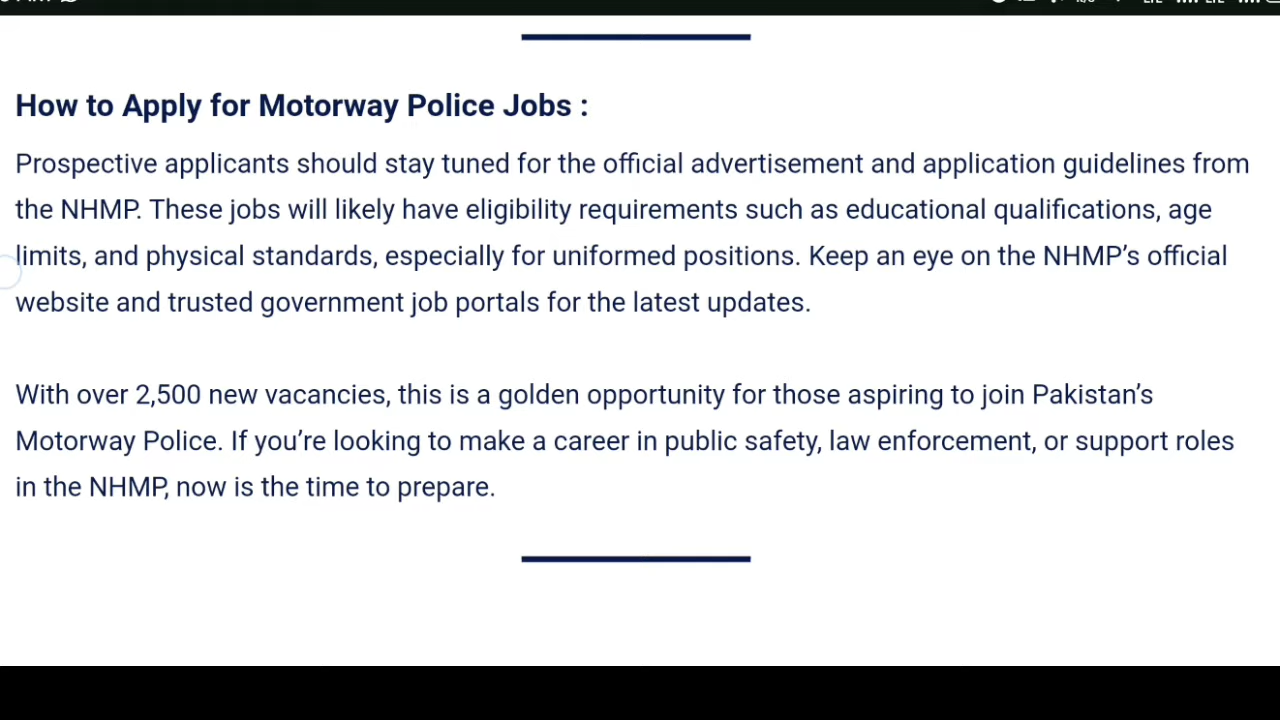 How to Apply for Motorway Police Jobs :
Prospective applicants should stay tuned for the official advertisement and application guidelines from
the NHMP. These jobs will likely have eligibility requirements such as educational qualifications, age
limits, and physical standards, especially for uniformed positions. Keep an eye on the NHMP’s official
website and trusted government job portals for the latest updates.
With over 2,500 new vacancies, this is a golden opportunity for those aspiring to join Pakistan’s
Motorway Police. If you’re looking to make a career in public safety, law enforcement, or support roles
in the NHMP, now is the time to prepare.